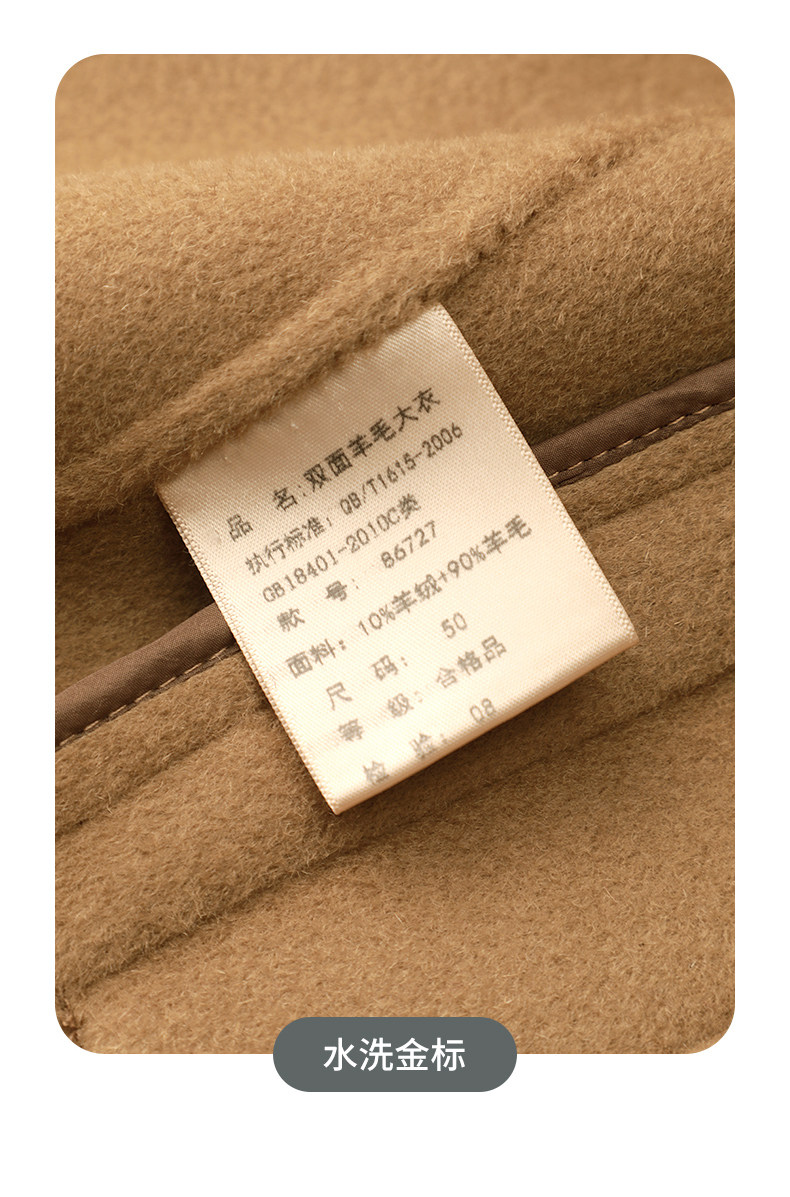 品 名：双面羊毛大衣
执行标准：QB/T1615-2006
GB18401-2010C类
款 号： 86727
面料：10%羊绒+90%羊毛
尺 码： 50
等 级：合格品
检 验： 08
水洗金标